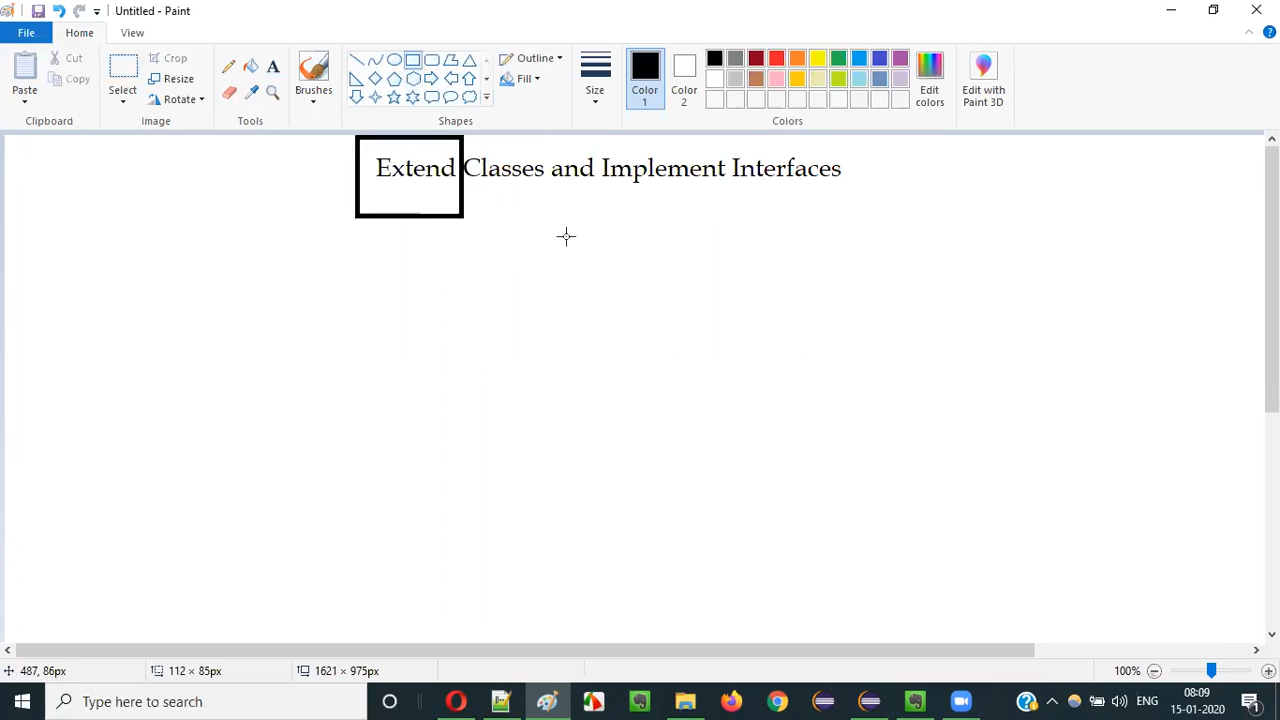 Untitled - Paint
File Home View
Paste
Cut
Copy
Clipboard
Select
Crop
Resize
Rotate
Image
A
Tools
Brushes
Outline
Fill
Shapes
Size
Color 1
Color 2
Edit colors
Colors
Edit with Paint 3D
Extend Classes and Implement Interfaces
487, 86px
112 × 85px
1621 × 975px
100%
Type here to search
ENG
08:09
15-01-2020
1